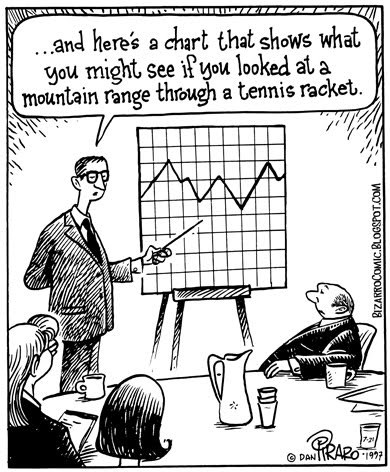 ...and here's a chart that shows what
you might see if you looked at a
mountain range through a tennis racket.
BIZARROCOMIC.BLOGSPOT.COM
7-21
© DAN PIRARO ·1997